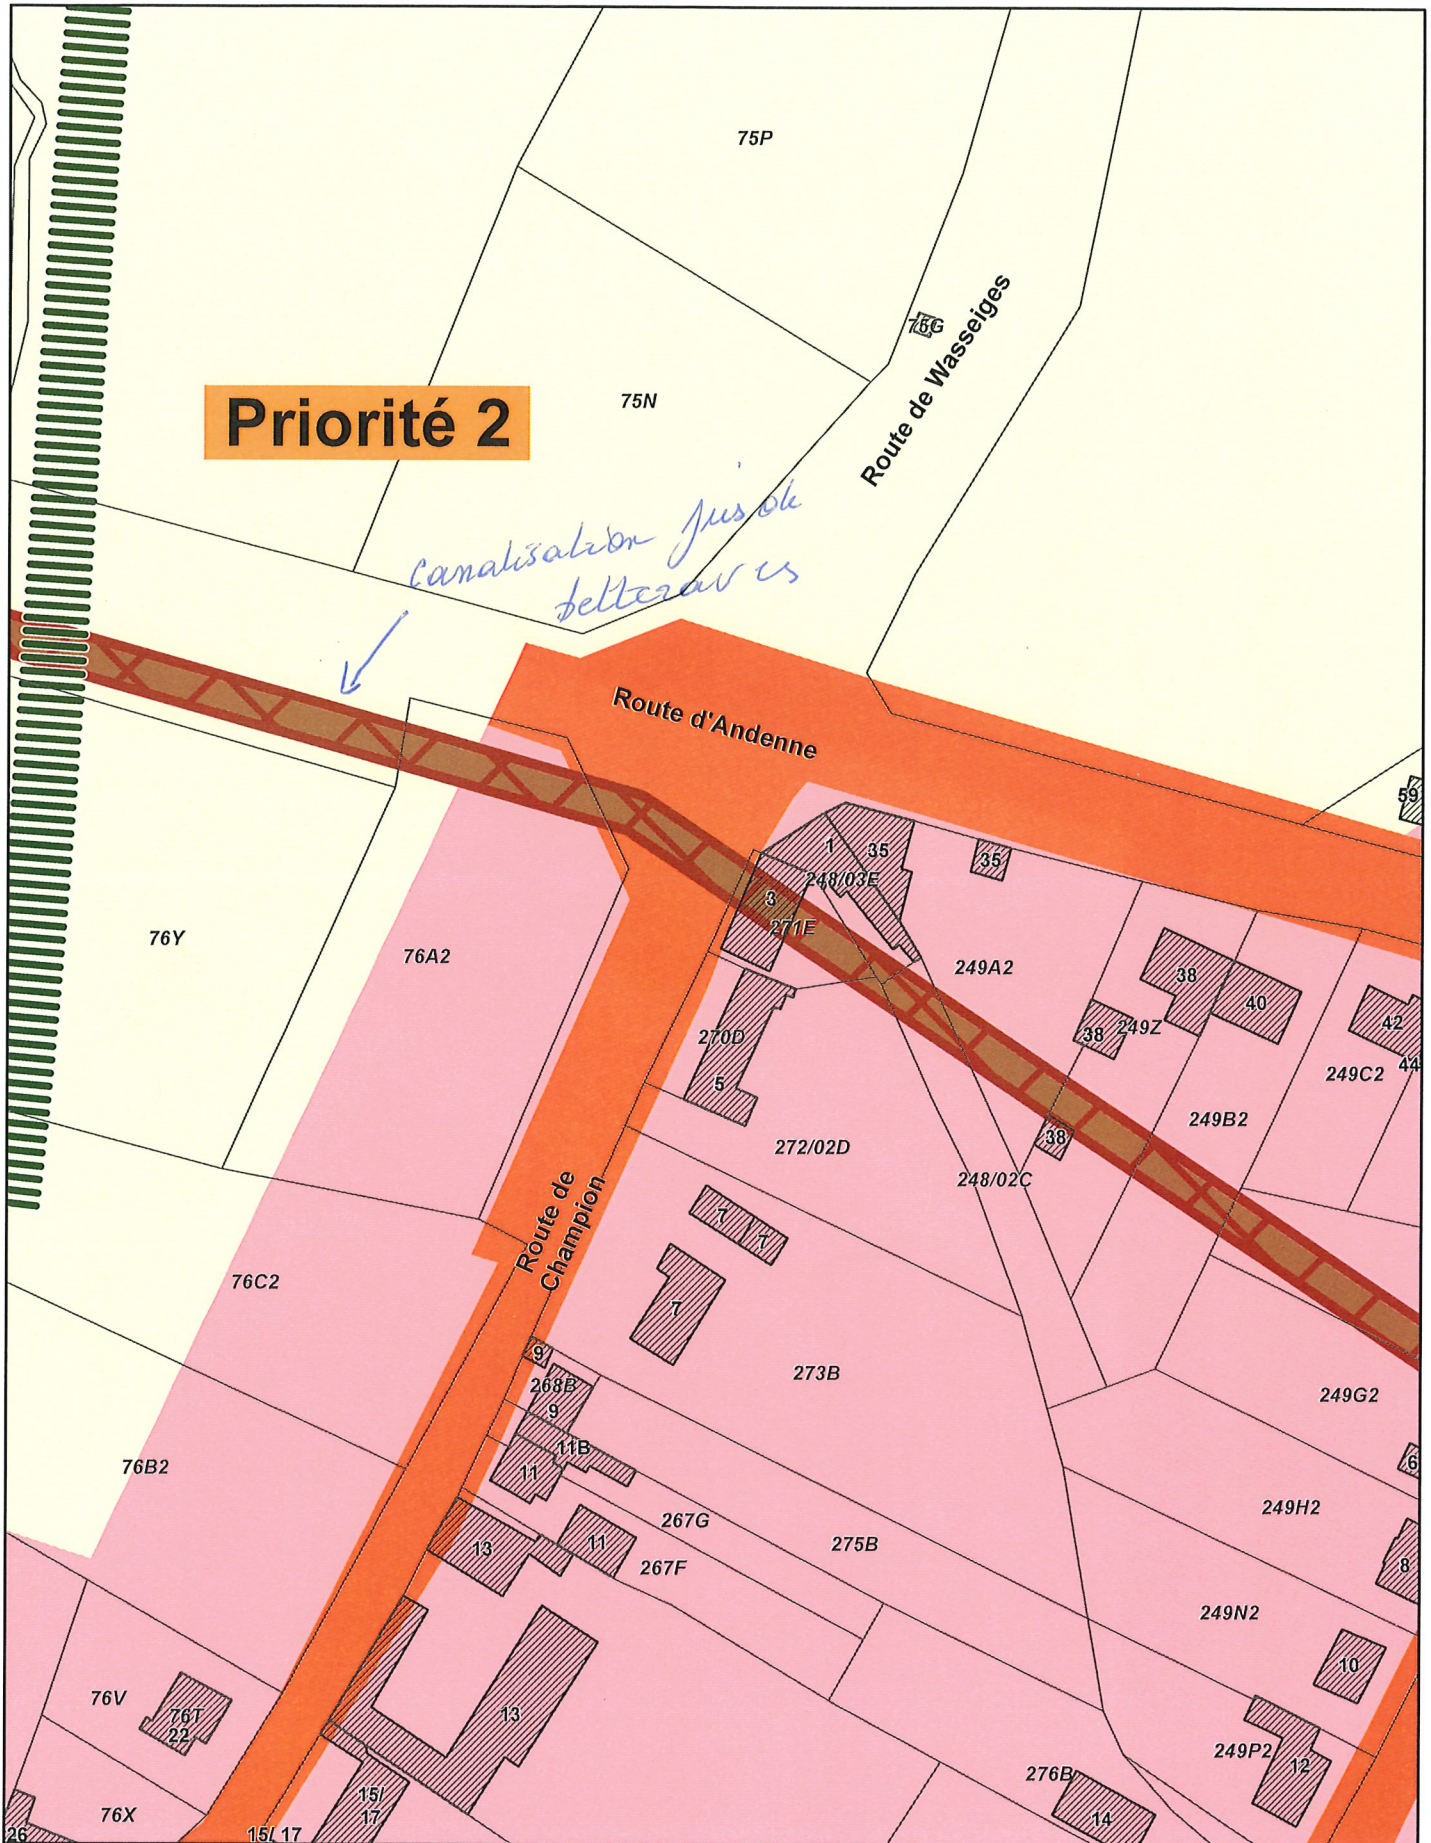 75P
75G
Route de Wasseiges
75N
Priorité 2
canalisation jus de
betteraves
Route d'Andenne
59
1
35
35
248/03E
3
271E
76Y
76A2
249A2
38
40
42
44
38
249Z
270D
5
249C2
249B2
38
272/02D
248/02C
Route de
Champion
7
7
76C2
7
9
268B
9
273B
249G2
11B
11
6
76B2
267G
249H2
13
11
275B
267F
8
249N2
10
76V
76T
22
13
249P2
12
276B
15/
17
14
76X
26
15/ 17